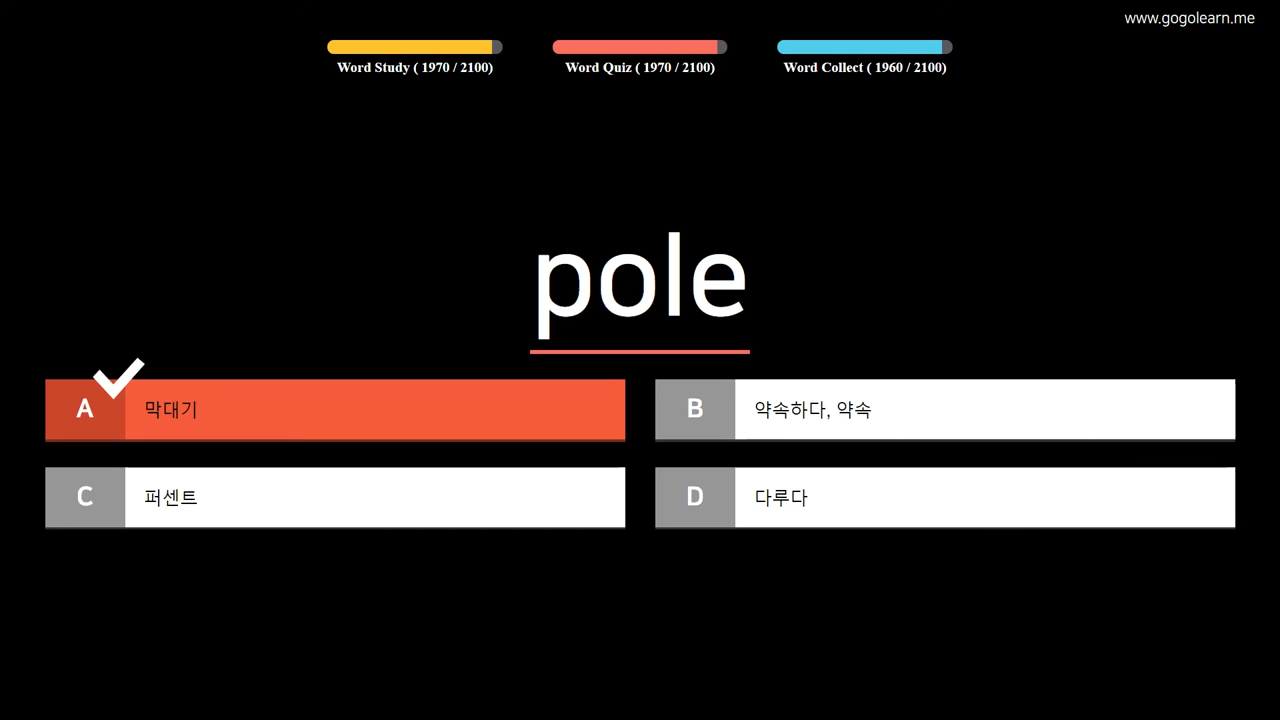 www.gogolearn.me
Word Study ( 1970 / 2100)
Word Quiz ( 1970 / 2100)
Word Collect ( 1960 / 2100)
pole
A 막대기
B 약속하다, 약속
C 퍼센트
D 다루다